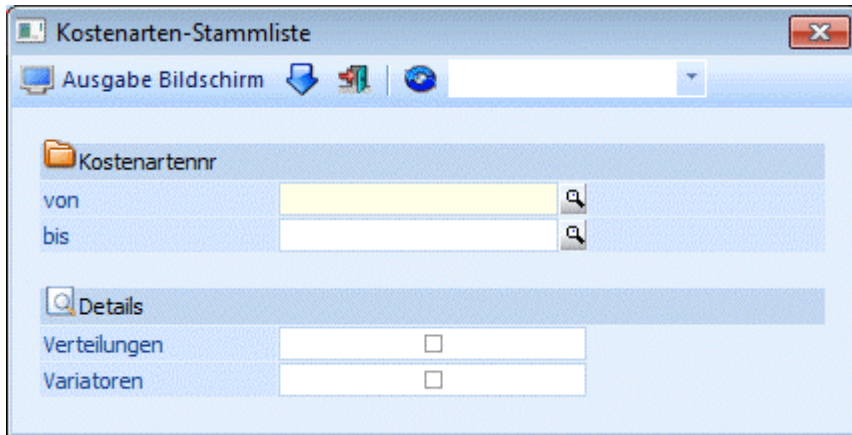 Kostenarten-Stammliste
Ausgabe Bildschirm
Kostenartennr
von
bis
Details
Verteilungen
Variatoren